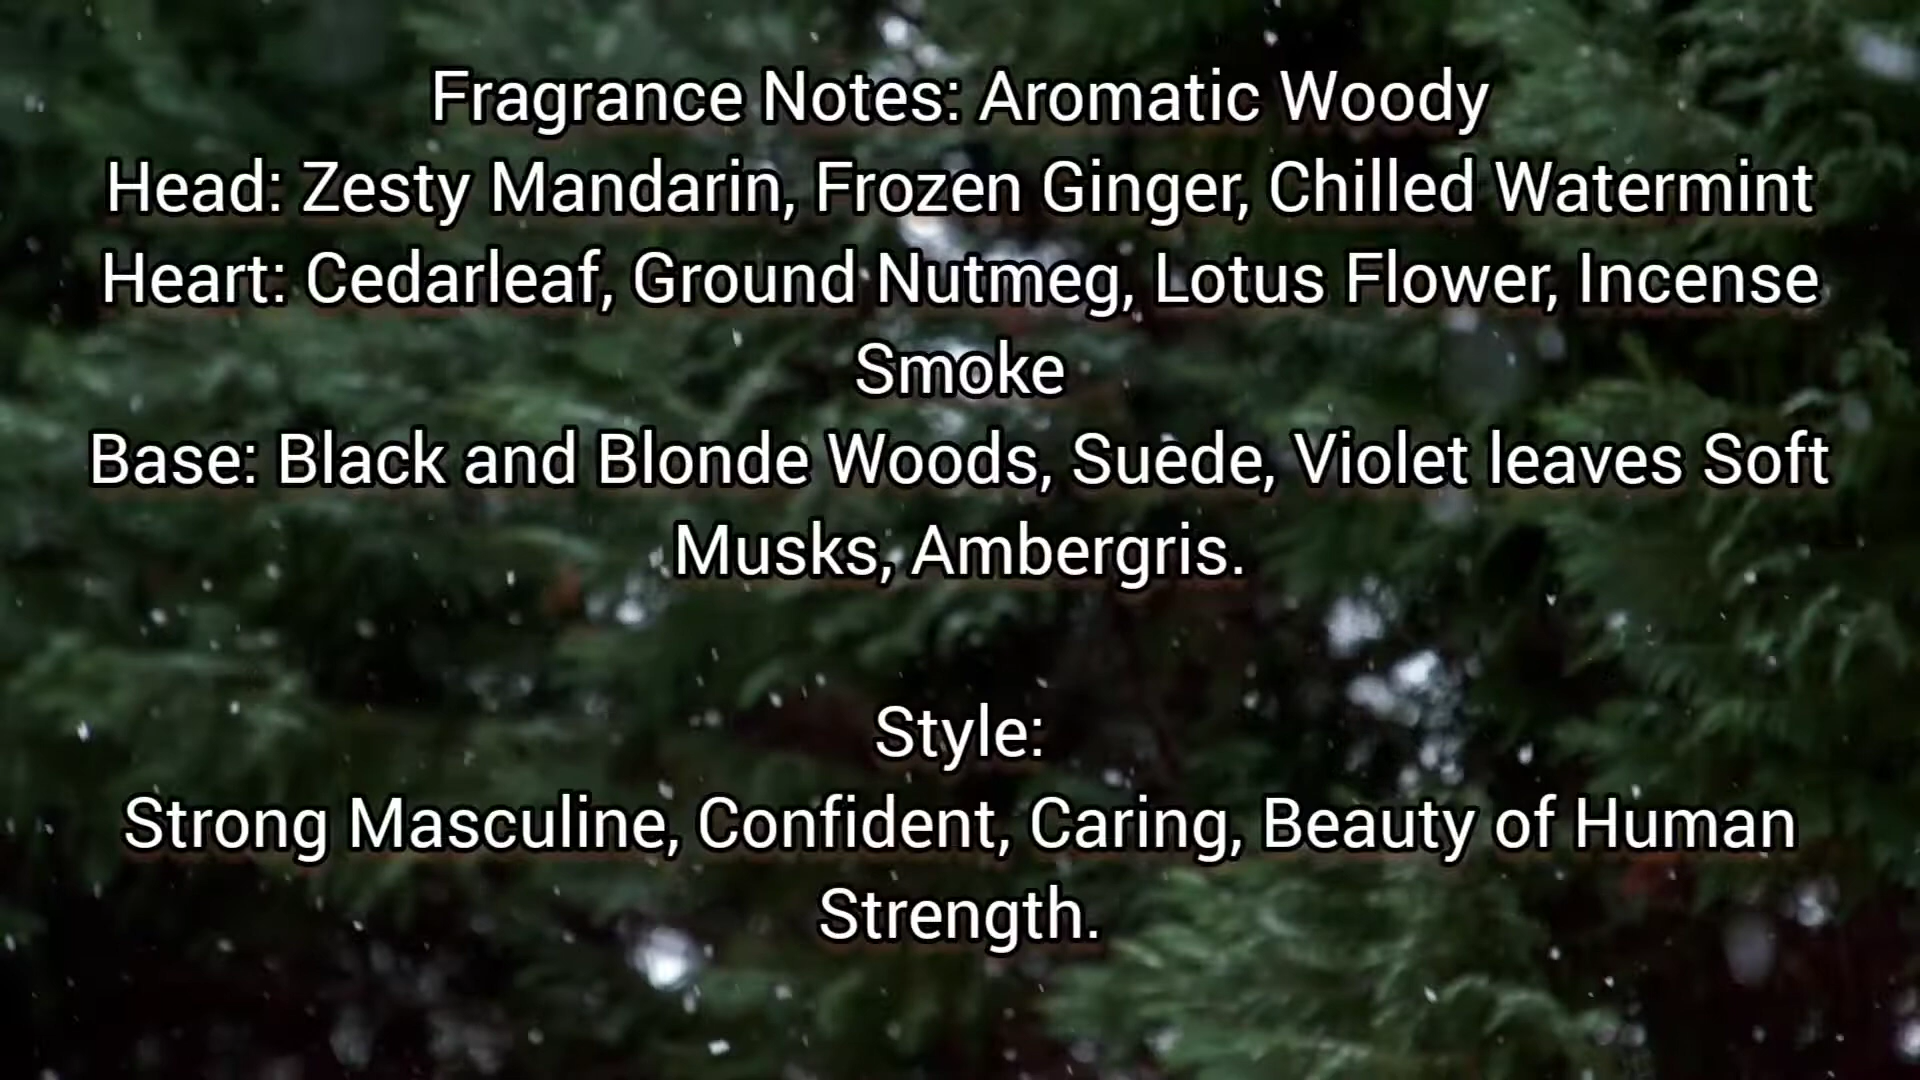 Fragrance Notes: Aromatic Woody
Head: Zesty Mandarin, Frozen Ginger, Chilled Watermint
Heart: Cedarleaf, Ground Nutmeg, Lotus Flower, Incense
Smoke
Base: Black and Blonde Woods, Suede, Violet leaves Soft
Musks, Ambergris.
Style:
Strong Masculine, Confident, Caring, Beauty of Human
Strength.